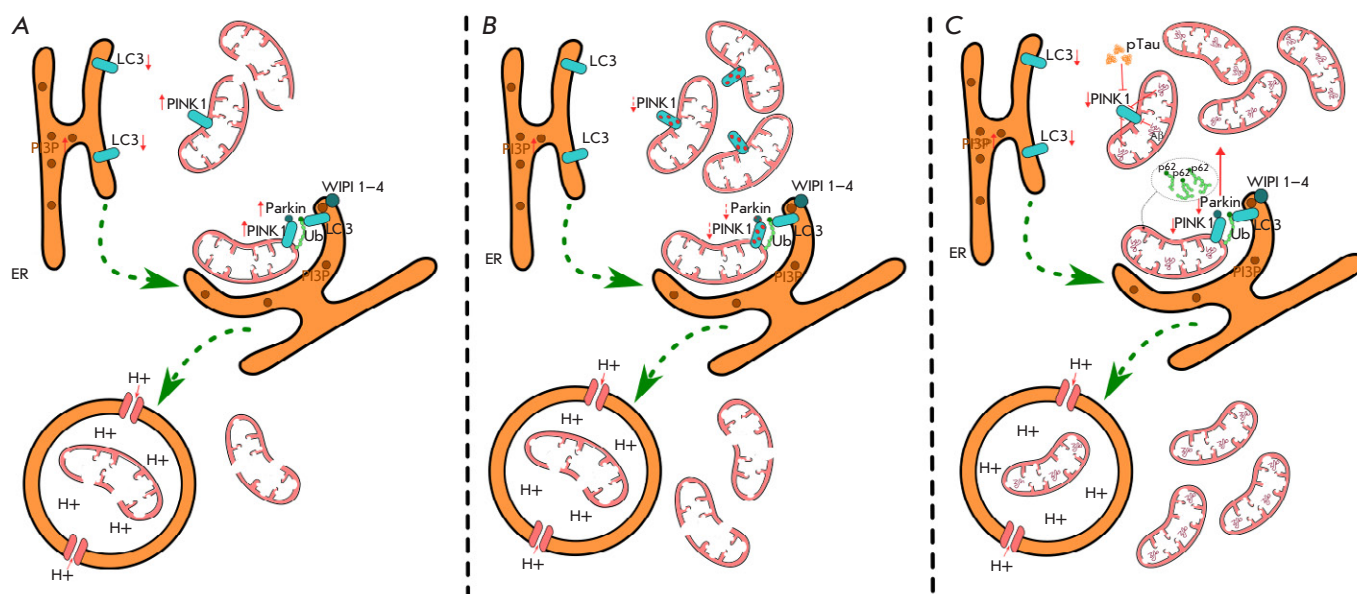 A
LC3
PINK1
PI3P
LC3
WIPI 1–4
Parkin
PINK1
LC3
Ub
ER
PI3P
H+
H+
H+
H+
H+
H+
B
LC3
PINK1
PI3P
LC3
WIPI 1–4
Parkin
PINK1
LC3
Ub
ER
PI3P
H+
H+
H+
H+
H+
H+
C
pTau
LC3
PINK1
PI3P
LC3
Aβ
p62
p62
p62
WIPI 1–4
Parkin
PINK1
LC3
Ub
ER
PI3P
H+
H+
H+
H+
H+
H+